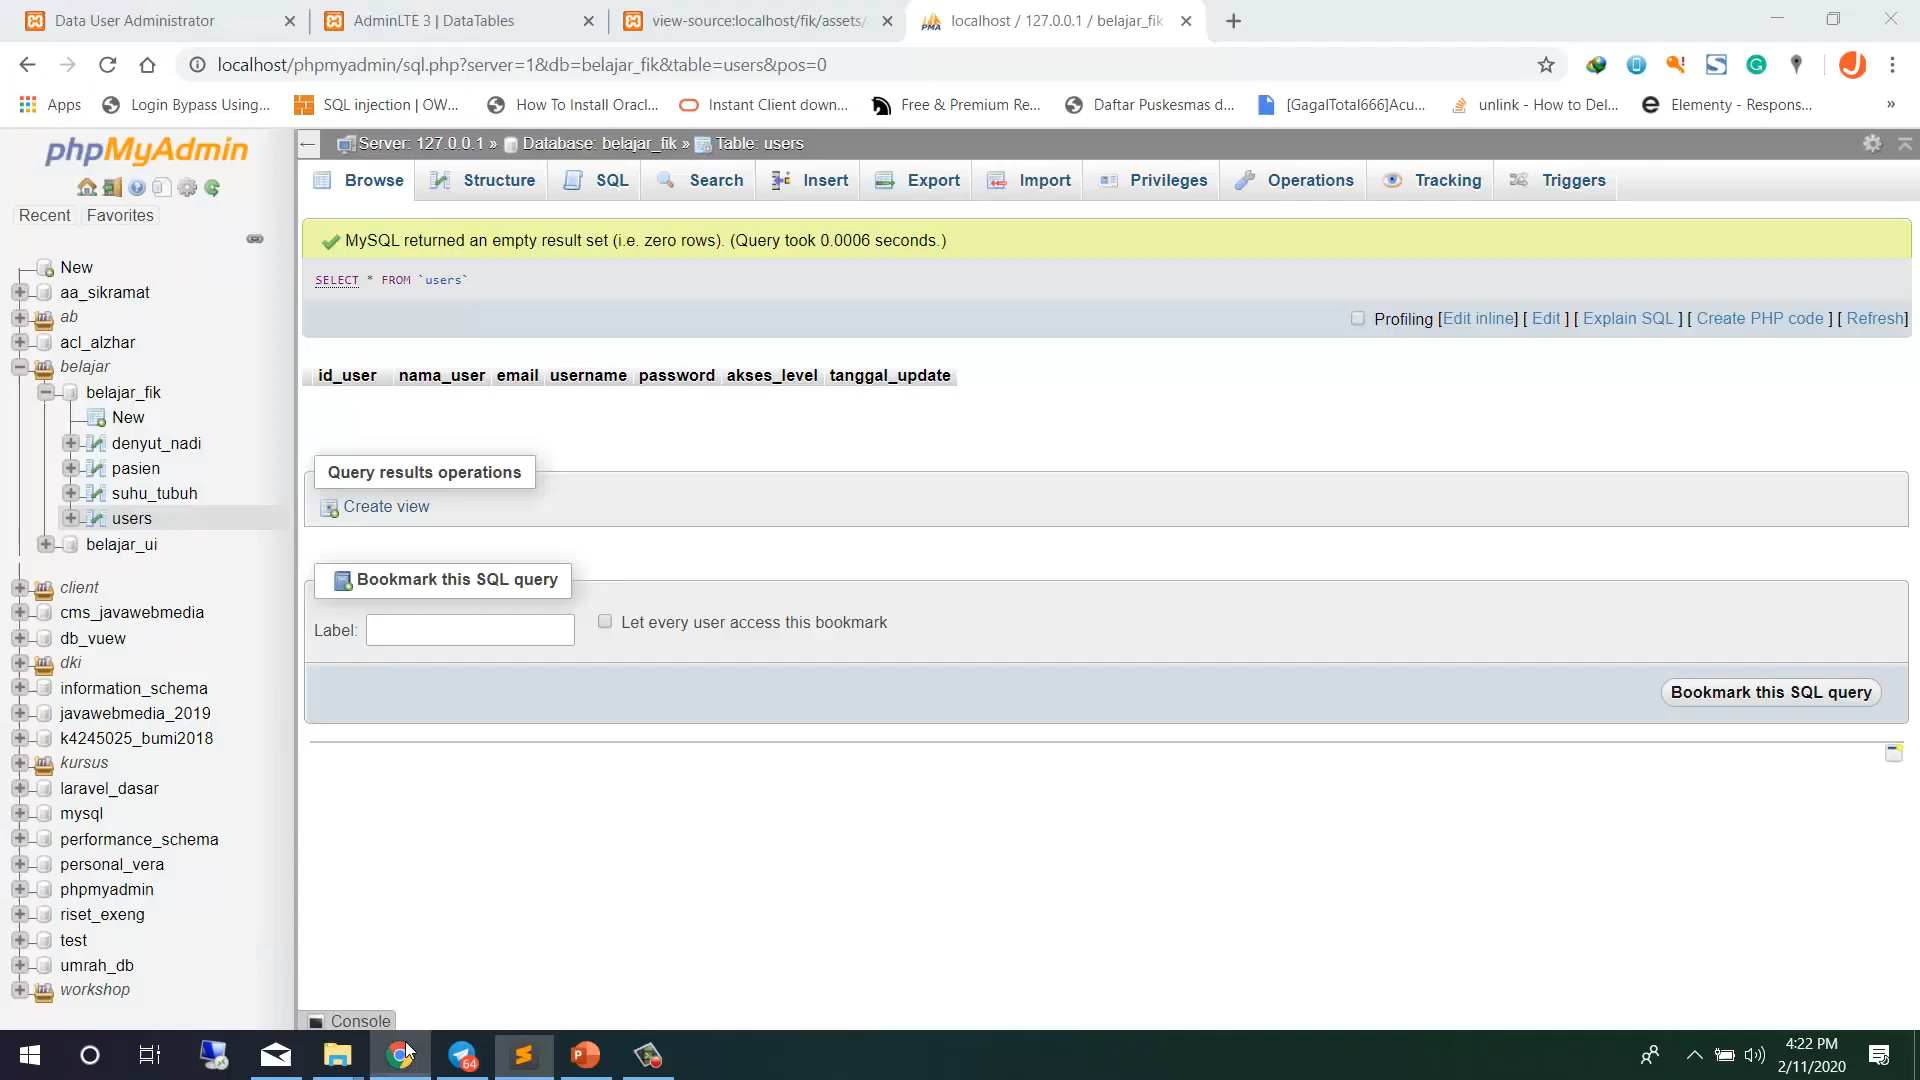 Data User Administrator
AdminLTE 3 | DataTables
view-source:localhost/fik/assets/
localhost / 127.0.0.1 / belajar_fik
localhost/phpmyadmin/sql.php?server=1&db=belajar_fik&table=users&pos=0
Apps
Login Bypass Using...
SQL injection | OW...
How To Install Oracl...
Instant Client down...
Free & Premium Re...
Daftar Puskesmas d...
[GagalTotal666]Acu...
unlink - How to Del...
Elementy - Respons...
»
phpMyAdmin
Recent
Favorites
New
aa_sikramat
ab
acl_alzhar
belajar
belajar_fik
New
denyut_nadi
pasien
suhu_tubuh
users
belajar_ui
client
cms_javawebmedia
db_vuew
dki
information_schema
javawebmedia_2019
k4245025_bumi2018
kursus
laravel_dasar
mysql
performance_schema
personal_vera
phpmyadmin
riset_exeng
test
umrah_db
workshop
Server: 127.0.0.1 » Database: belajar_fik » Table: users
Browse
Structure
SQL
Search
Insert
Export
Import
Privileges
Operations
Tracking
Triggers
MySQL returned an empty result set (i.e. zero rows). (Query took 0.0006 seconds.)
SELECT * FROM `users`
Profiling [Edit inline] [ Edit ] [ Explain SQL ] [ Create PHP code ] [ Refresh]
id_user nama_user email username password akses_level tanggal_update
Query results operations
Create view
Bookmark this SQL query
Label:
Let every user access this bookmark
Bookmark this SQL query
Console
64
4:22 PM
2/11/2020